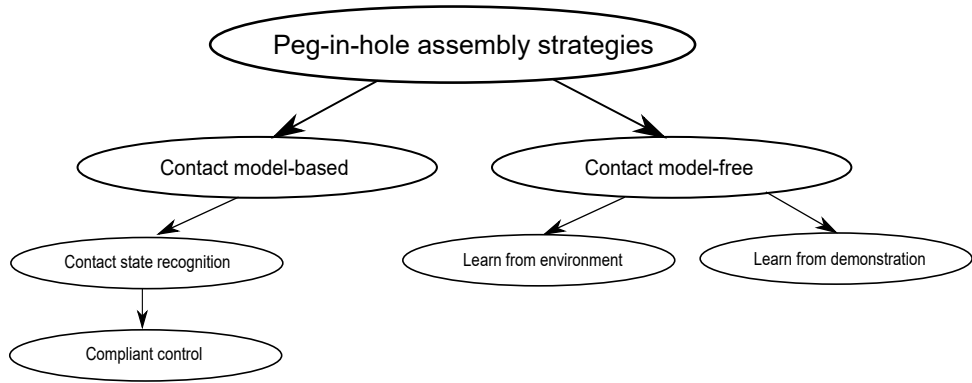 Peg-in-hole assembly strategies
Contact model-based
Contact model-free
Contact state recognition
Learn from environment
Learn from demonstration
Compliant control